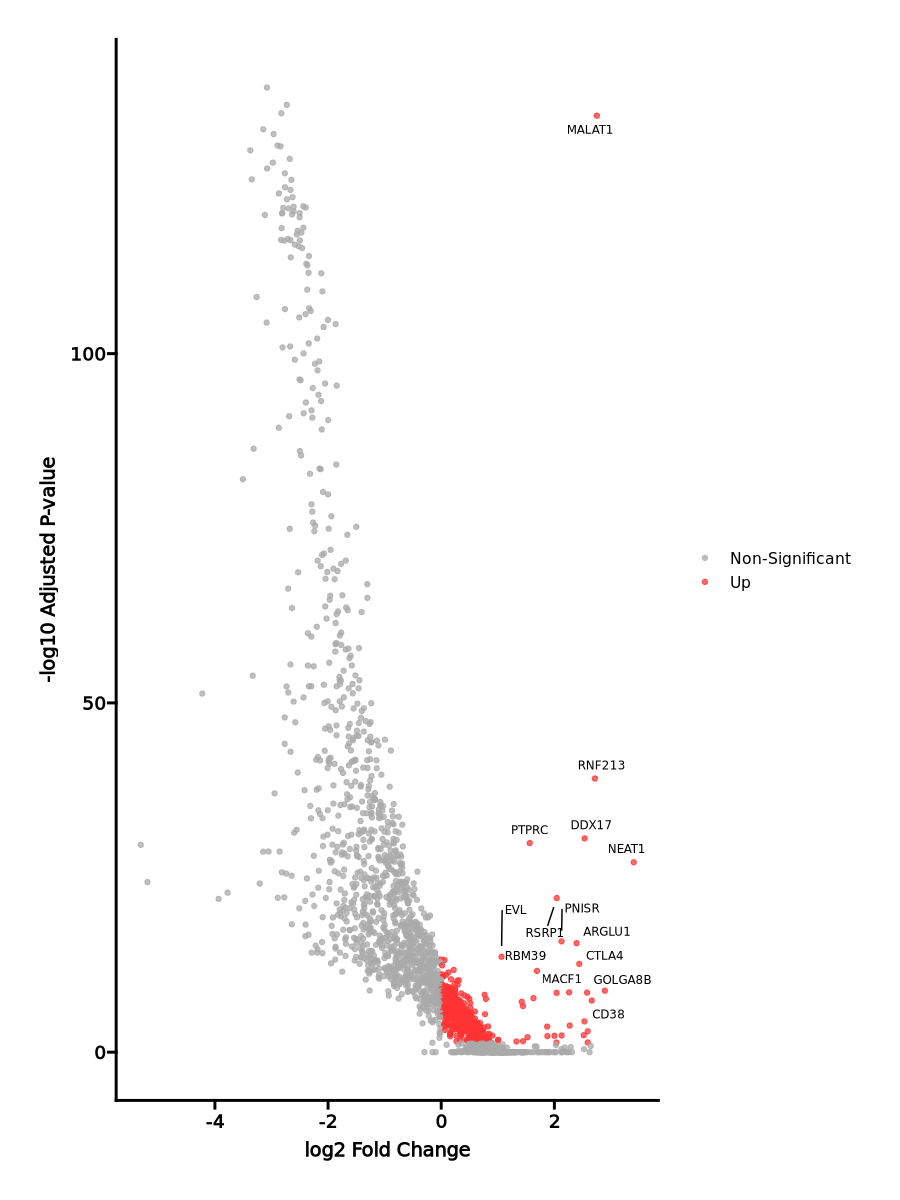 MALAT1
100
-log10 Adjusted P-value
Non-Significant
Up
50
RNF213
PTPRC
DDX17
NEAT1
EVL
PNISR
RSRP1
ARGLU1
RBM39
CTLA4
MACF1
GOLGA8B
CD38
0
-4
-2
0
2
log2 Fold Change